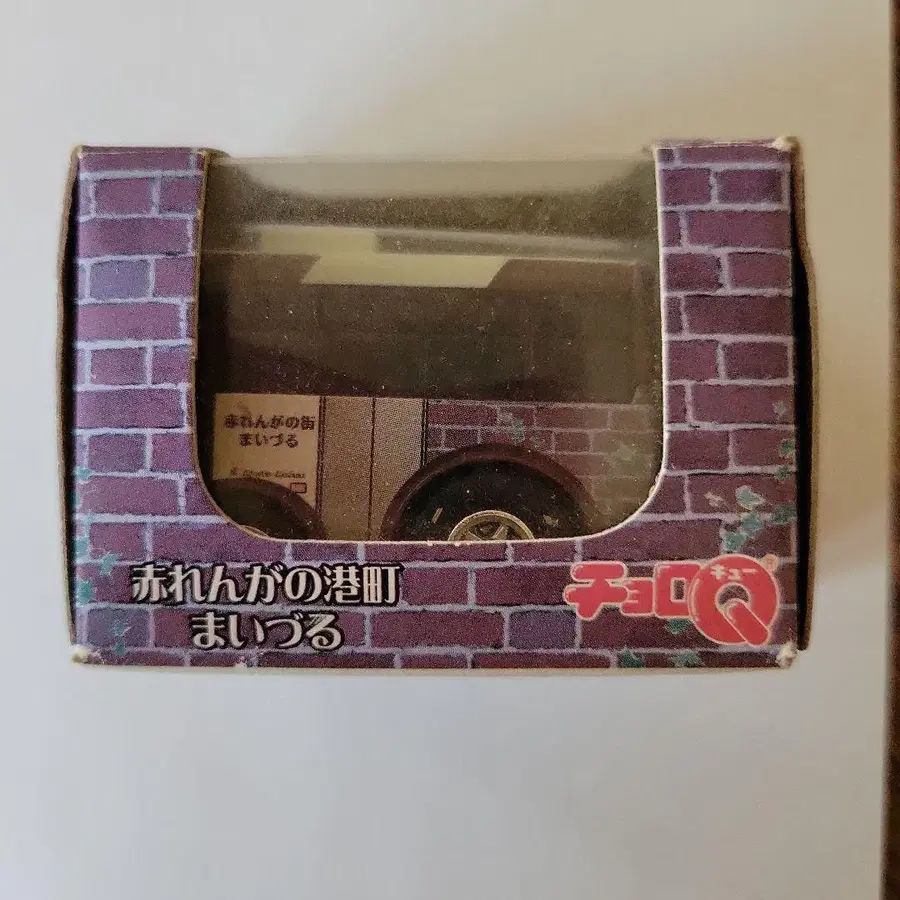 赤れんがの街
まいづる
赤れんがの港町
まいづる
チョロQ
キュー